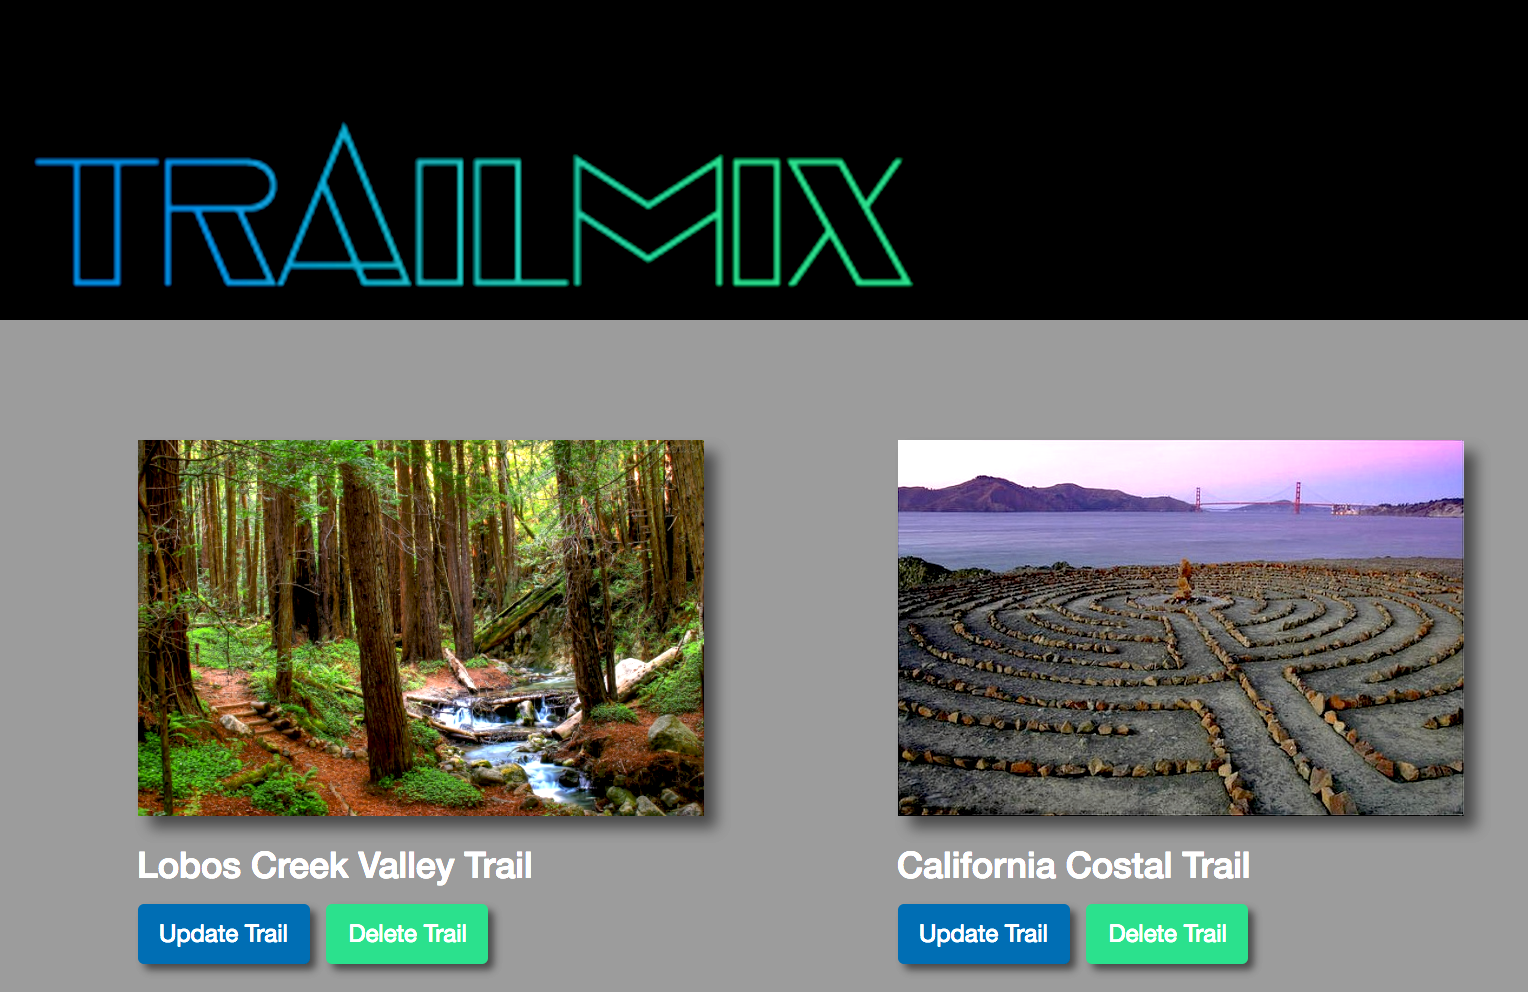 TRAILMIX
Lobos Creek Valley Trail
California Costal Trail
Update Trail
Delete Trail
Update Trail
Delete Trail